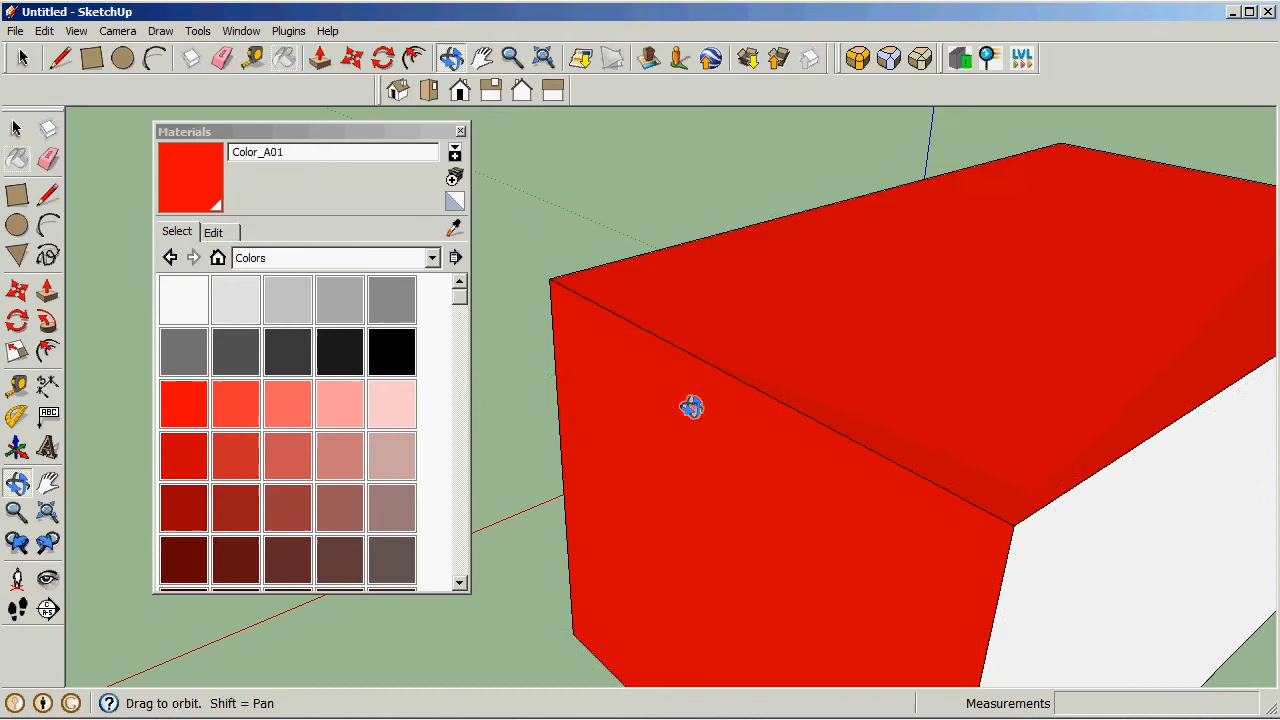 Untitled - SketchUp
File Edit View Camera Draw Tools Window Plugins Help
LVL
Materials
Color_A01
Select Edit
Colors
ABC
Drag to orbit. Shift = Pan
Measurements